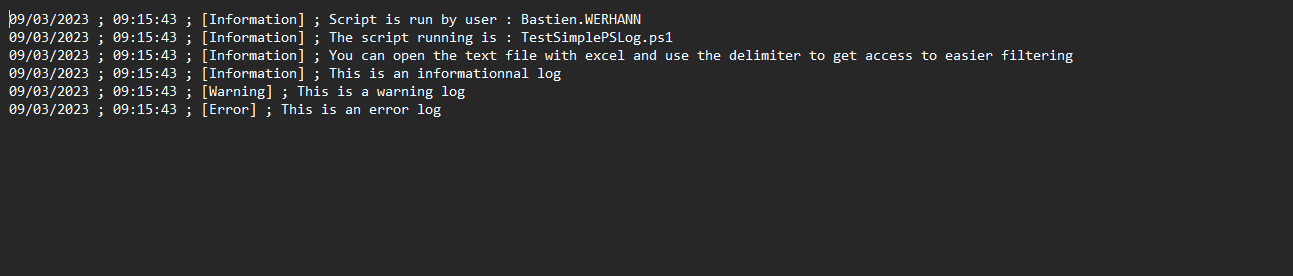 09/03/2023 ; 09:15:43 ; [Information] ; Script is run by user : Bastien.WERHANN
09/03/2023 ; 09:15:43 ; [Information] ; The script running is : TestSimplePSLog.ps1
09/03/2023 ; 09:15:43 ; [Information] ; You can open the text file with excel and use the delimiter to get access to easier filtering
09/03/2023 ; 09:15:43 ; [Information] ; This is an informationnal log
09/03/2023 ; 09:15:43 ; [Warning] ; This is a warning log
09/03/2023 ; 09:15:43 ; [Error] ; This is an error log